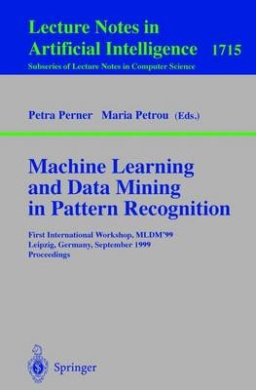 Lecture Notes in
Artificial Intelligence 1715
Subseries of Lecture Notes in Computer Science
Petra Perner Maria Petrou (Eds.)
Machine Learning
and Data Mining
in Pattern Recognition
First International Workshop, MLDM'99
Leipzig, Germany, September 1999
Proceedings
Springer